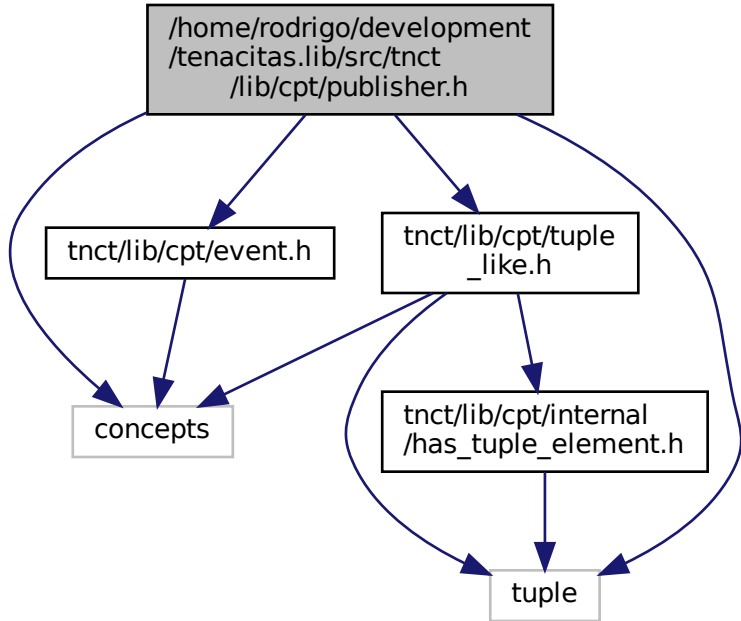 /home/rodrigo/development
/tenacitas.lib/src/tnct
/lib/cpt/publisher.h
tnct/lib/cpt/event.h
tnct/lib/cpt/tuple
_like.h
concepts
tnct/lib/cpt/internal
/has_tuple_element.h
tuple